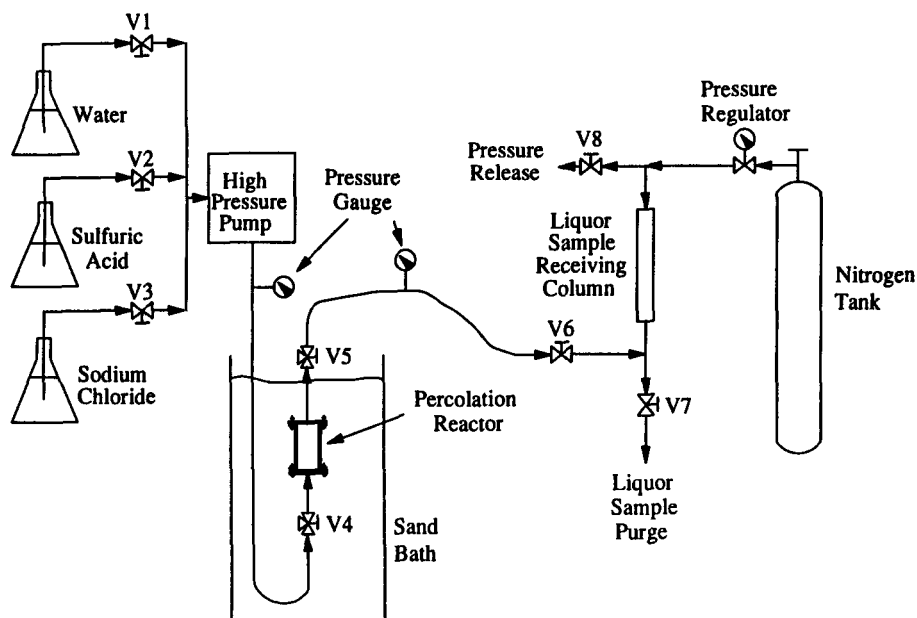 V1
Water
V2
Sulfuric
Acid
V3
Sodium
Chloride
High
Pressure
Pump
Pressure
Gauge
V5
Percolation
Reactor
V4
Sand
Bath
V6
Pressure
Release
V8
Pressure
Regulator
Liquor
Sample
Receiving
Column
V7
Liquor
Sample
Purge
Nitrogen
Tank